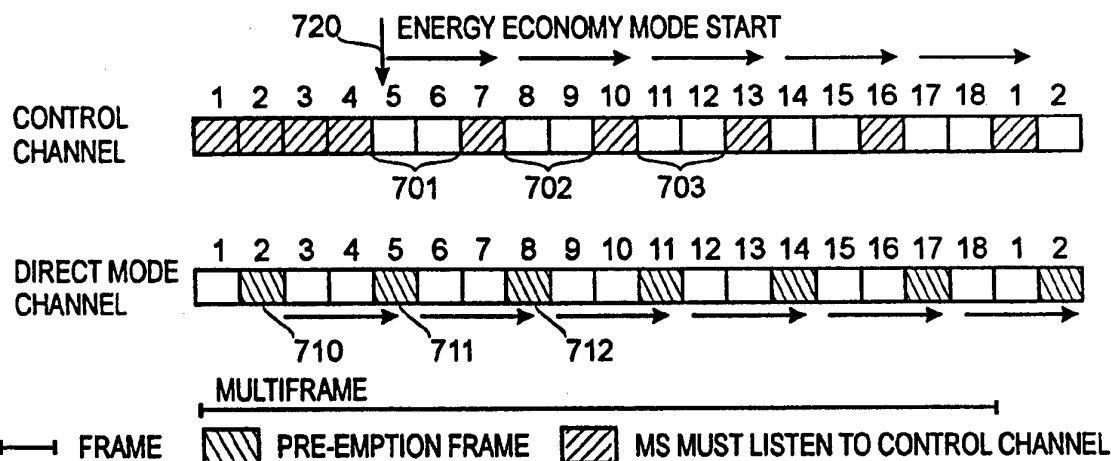 720 ENERGY ECONOMY MODE START
1 2 3 4 5 6 7 8 9 10 11 12 13 14 15 16 17 18 1 2
CONTROL
CHANNEL
701 702 703
1 2 3 4 5 6 7 8 9 10 11 12 13 14 15 16 17 18 1 2
DIRECT MODE
CHANNEL
710 711 712
MULTIFRAME
FRAME PRE-EMPTION FRAME MS MUST LISTEN TO CONTROL CHANNEL